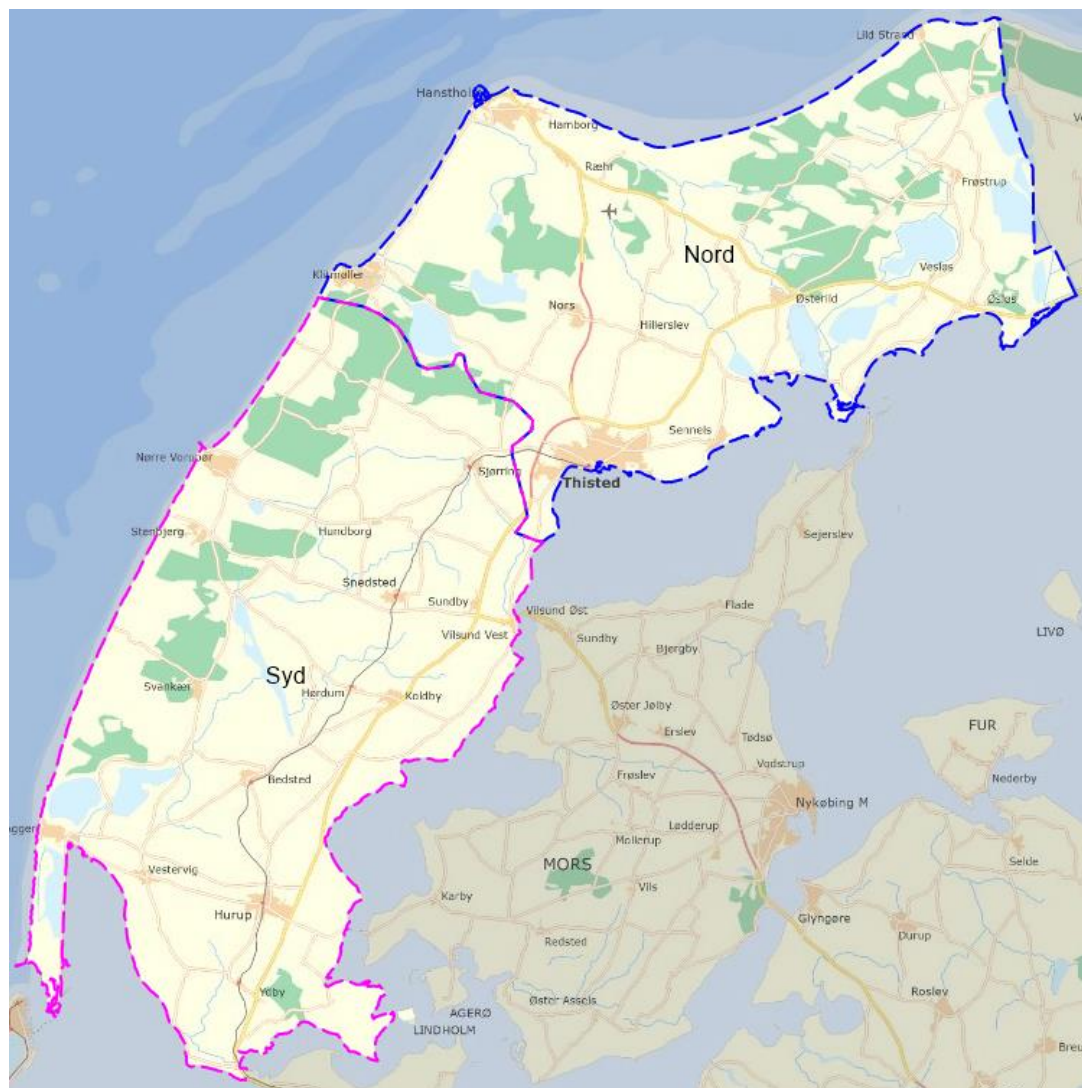 Lild Strand
Hanstholm
Hamborg
Ræhr
Frøstrup
Nord
Klitmøller
Vesløs
Østerild
Øsløs
Nors
Hillerslev
Sennels
Nørre Vorupør
Sjørring
Thisted
Stenbjerg
Hundborg
Sejerslev
Snedsted
Sundby
Vilsund Øst
Flade
Vilsund Vest
Sundby
LIVØ
Bjergby
Syd
Svankær
Hørdum
Koldby
Øster Jølby
Erslev
Tødsø
FUR
Bedsted
Frøslev
Vodstrup
Nederby
Nykøbing M
Lødderup
Mollerup
Selde
Vestervig
MORS
Vils
Karby
Glyngøre
Hurup
Durup
Redsted
Ydby
Øster Assels
Roslev
AGERØ
LINDHOLM